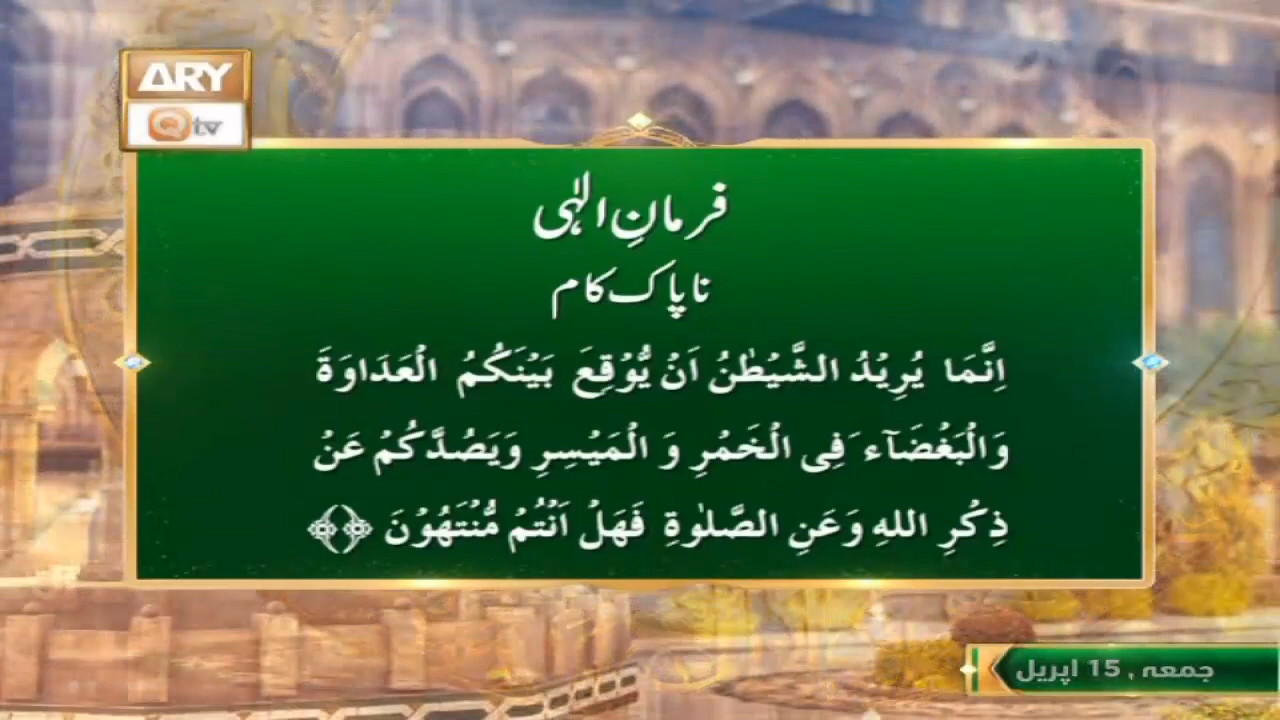 ARY
Qtv
فرمانِ الٰہی
ناپاک کام
اِنَّمَا یُرِیْدُ الشَّیْطٰنُ اَنْ یُّوْقِعَ بَیْنَكُمُ الْعَدَاوَةَ
وَالْبَغْضَآءَ فِی الْخَمْرِ وَ الْمَیْسِرِ وَیَصُدَّكُمْ عَنْ
ذِكْرِ اللهِ وَعَنِ الصَّلٰوةِ فَهَلْ اَنْتُمْ مُّنْتَهُوْنَ ﴿﴾
جمعہ , 15 اپریل